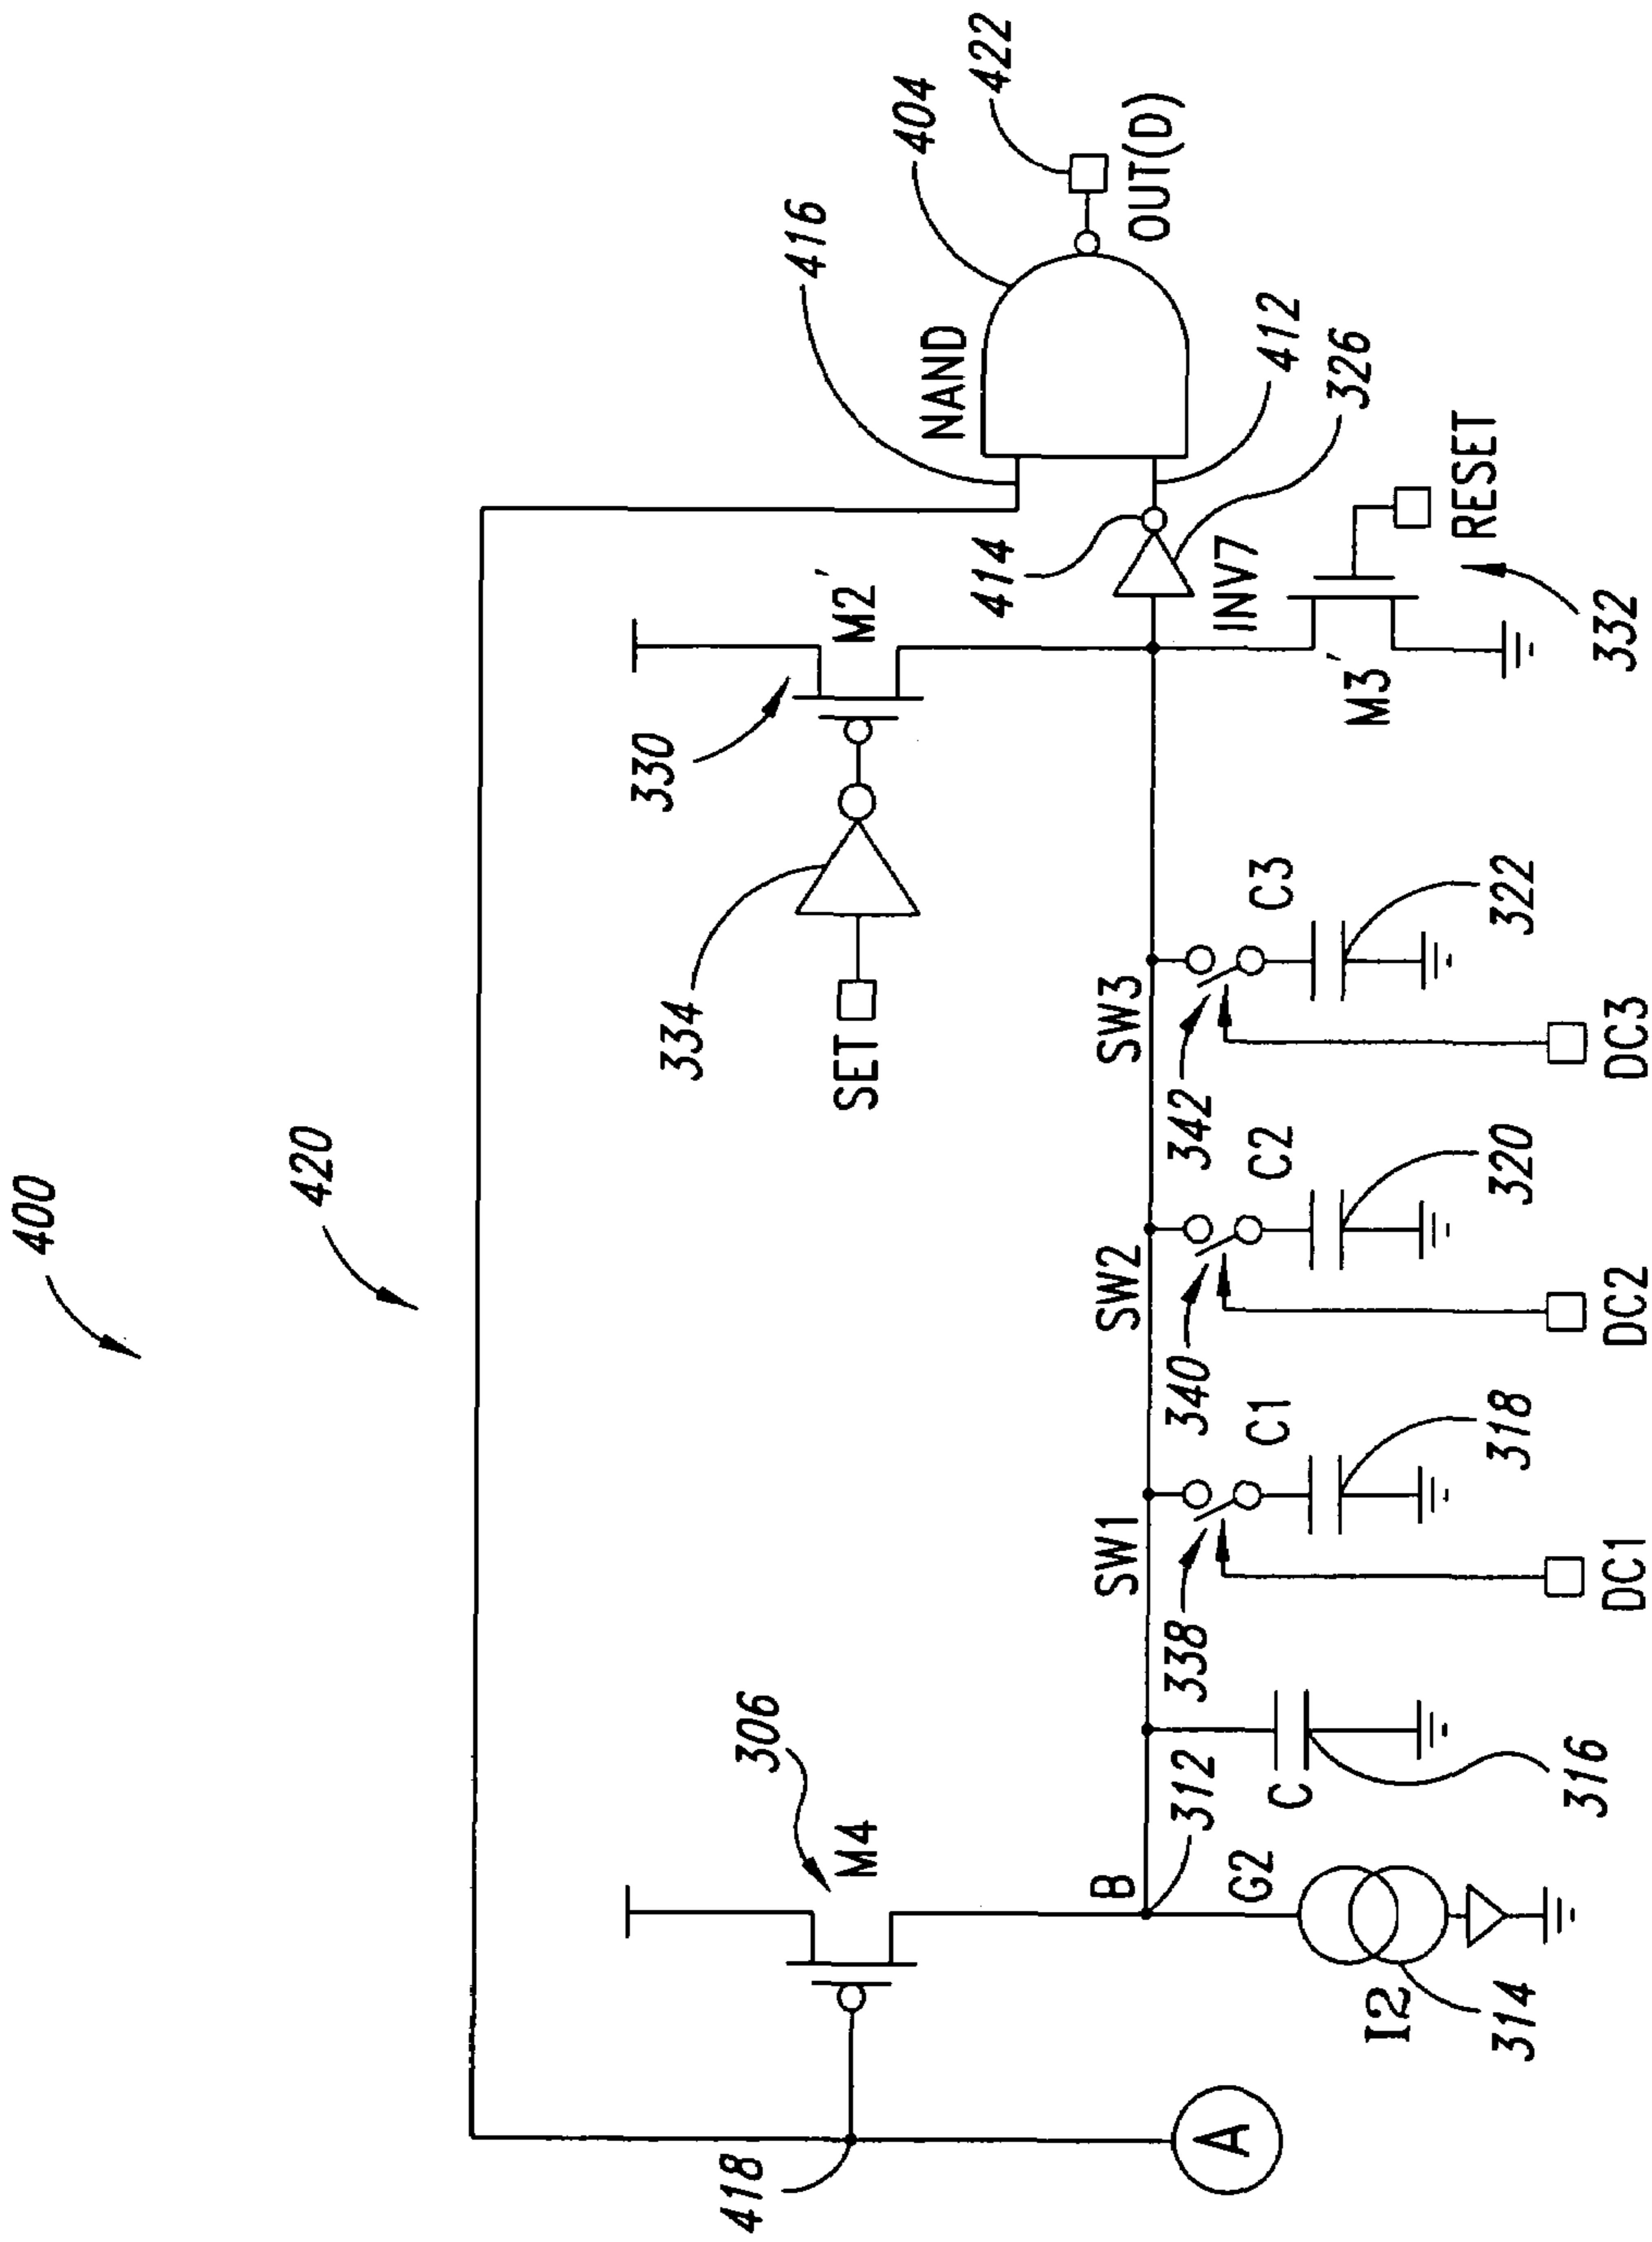 400
420
416
404
422
NAND
OUT(D)
330
M2'
334
SET
414
INV7
412
326
RESET
M3'
332
306
M4
418
A
B
312
G2
I2
314
C
316
SW1
338
C1
318
DC1
SW2
340
C2
320
DC2
SW3
342
C3
322
DC3